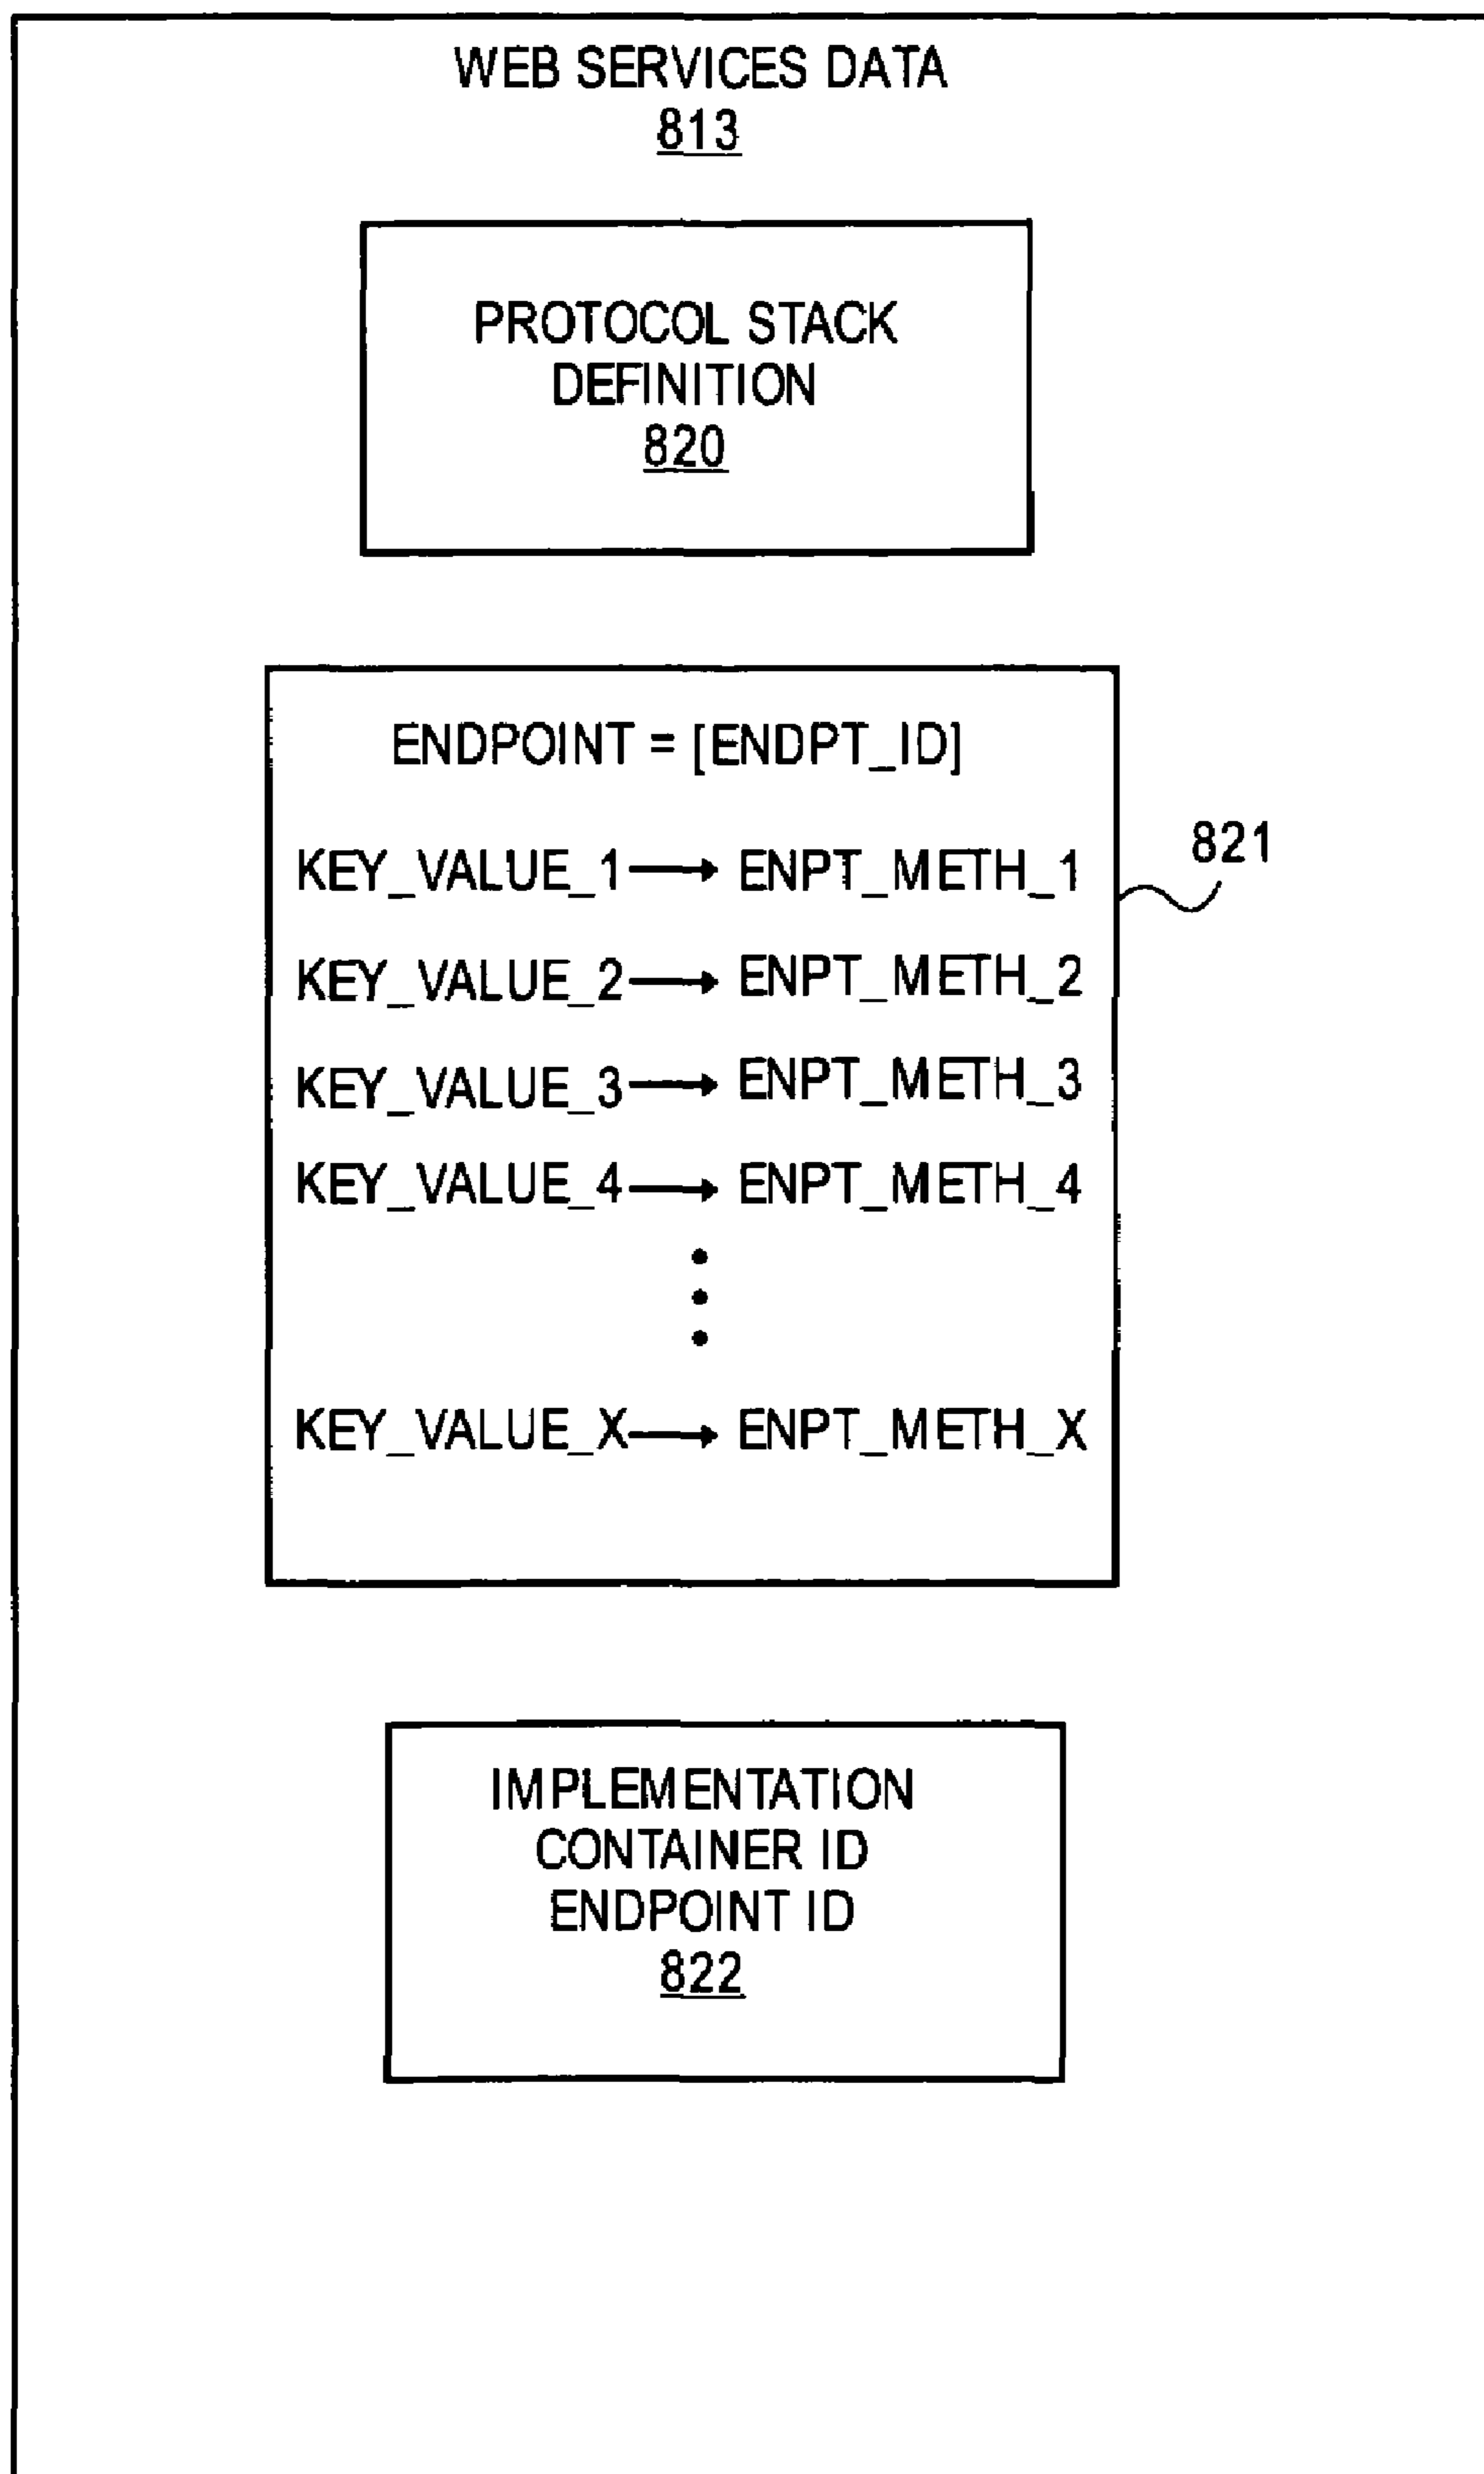 WEB SERVICES DATA
813
PROTOCOL STACK
DEFINITION
820
ENDPOINT = [ENDPT_ID]
KEY_VALUE_1 → ENPT_METH_1
821
KEY_VALUE_2 → ENPT_METH_2
KEY_VALUE_3 → ENPT_METH_3
KEY_VALUE_4 → ENPT_METH_4
KEY_VALUE_X → ENPT_METH_X
IMPLEMENTATION
CONTAINER ID
ENDPOINT ID
822